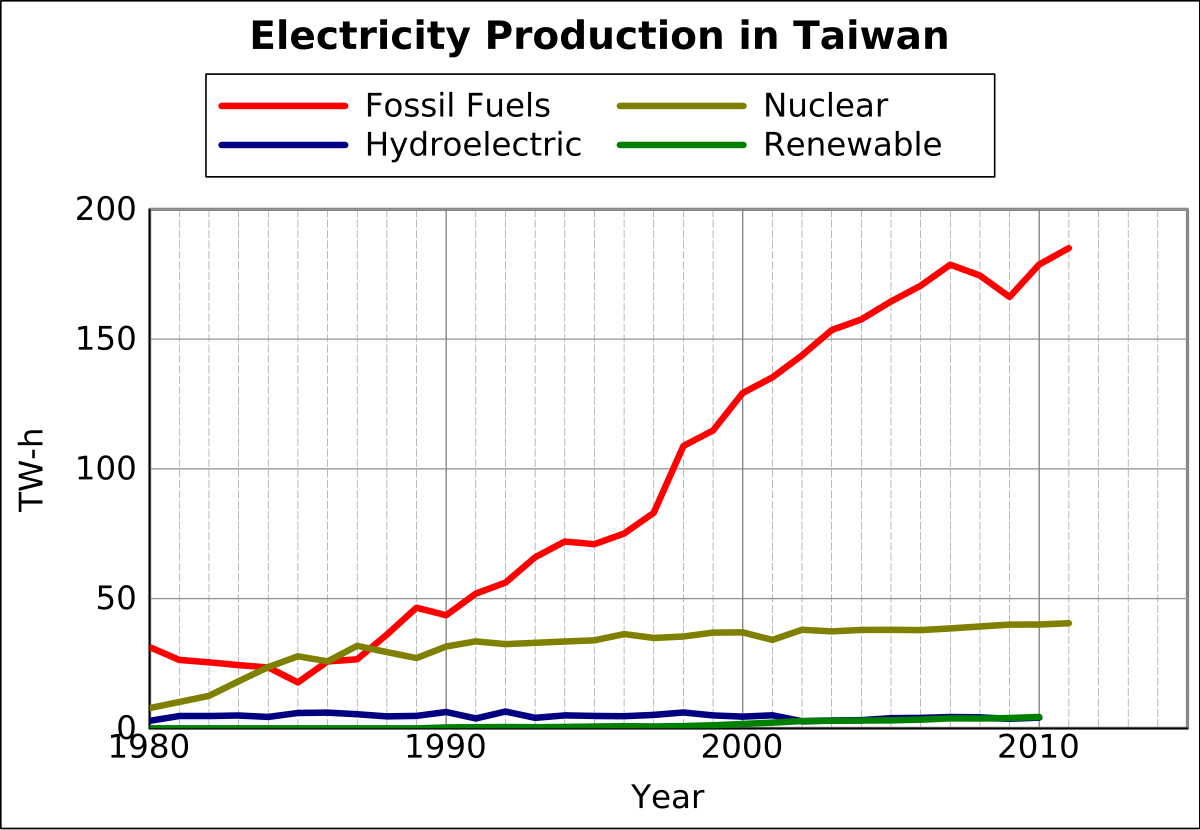 Electricity Production in Taiwan
Fossil Fuels Nuclear
Hydroelectric Renewable
200
150
100
50
0
TW-h
1980 1990 2000 2010
Year